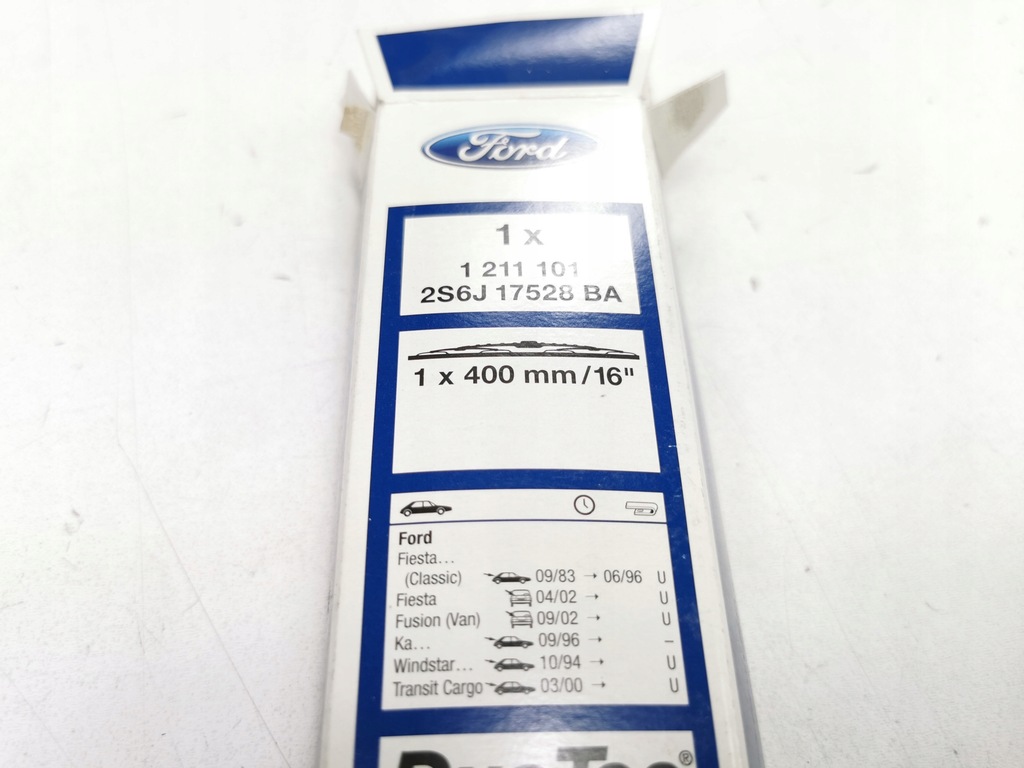 Ford
1 x
1 211 101
2S6J 17528 BA
1 x 400 mm/16"
Ford
Fiesta...
(Classic) 09/83 → 06/96 U
Fiesta 04/02 → U
Fusion (Van) 09/02 → U
Ka... 09/96 → –
Windstar... 10/94 → U
Transit Cargo 03/00 → U
®